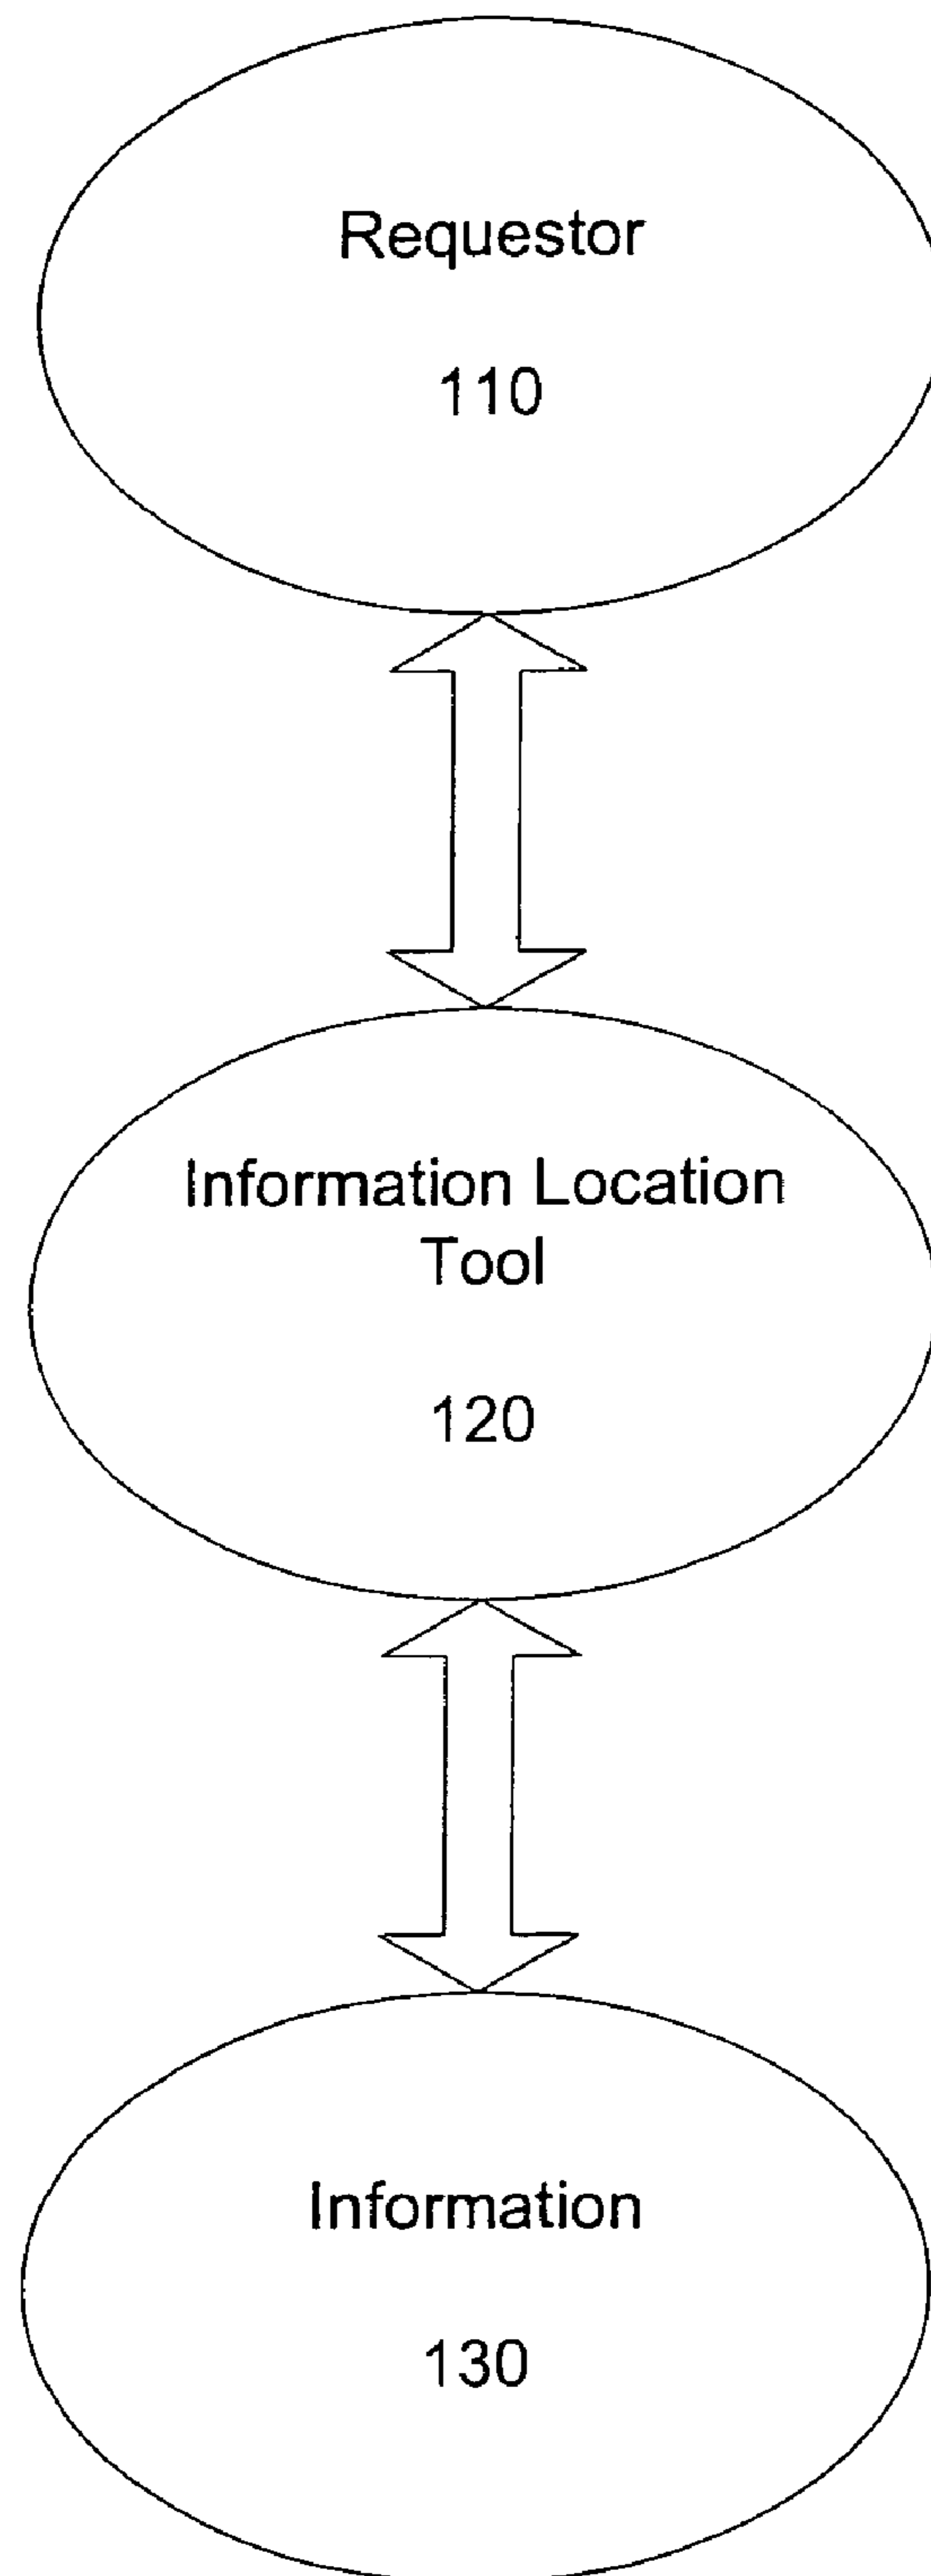 Requestor
110
Information Location
Tool
120
Information
130